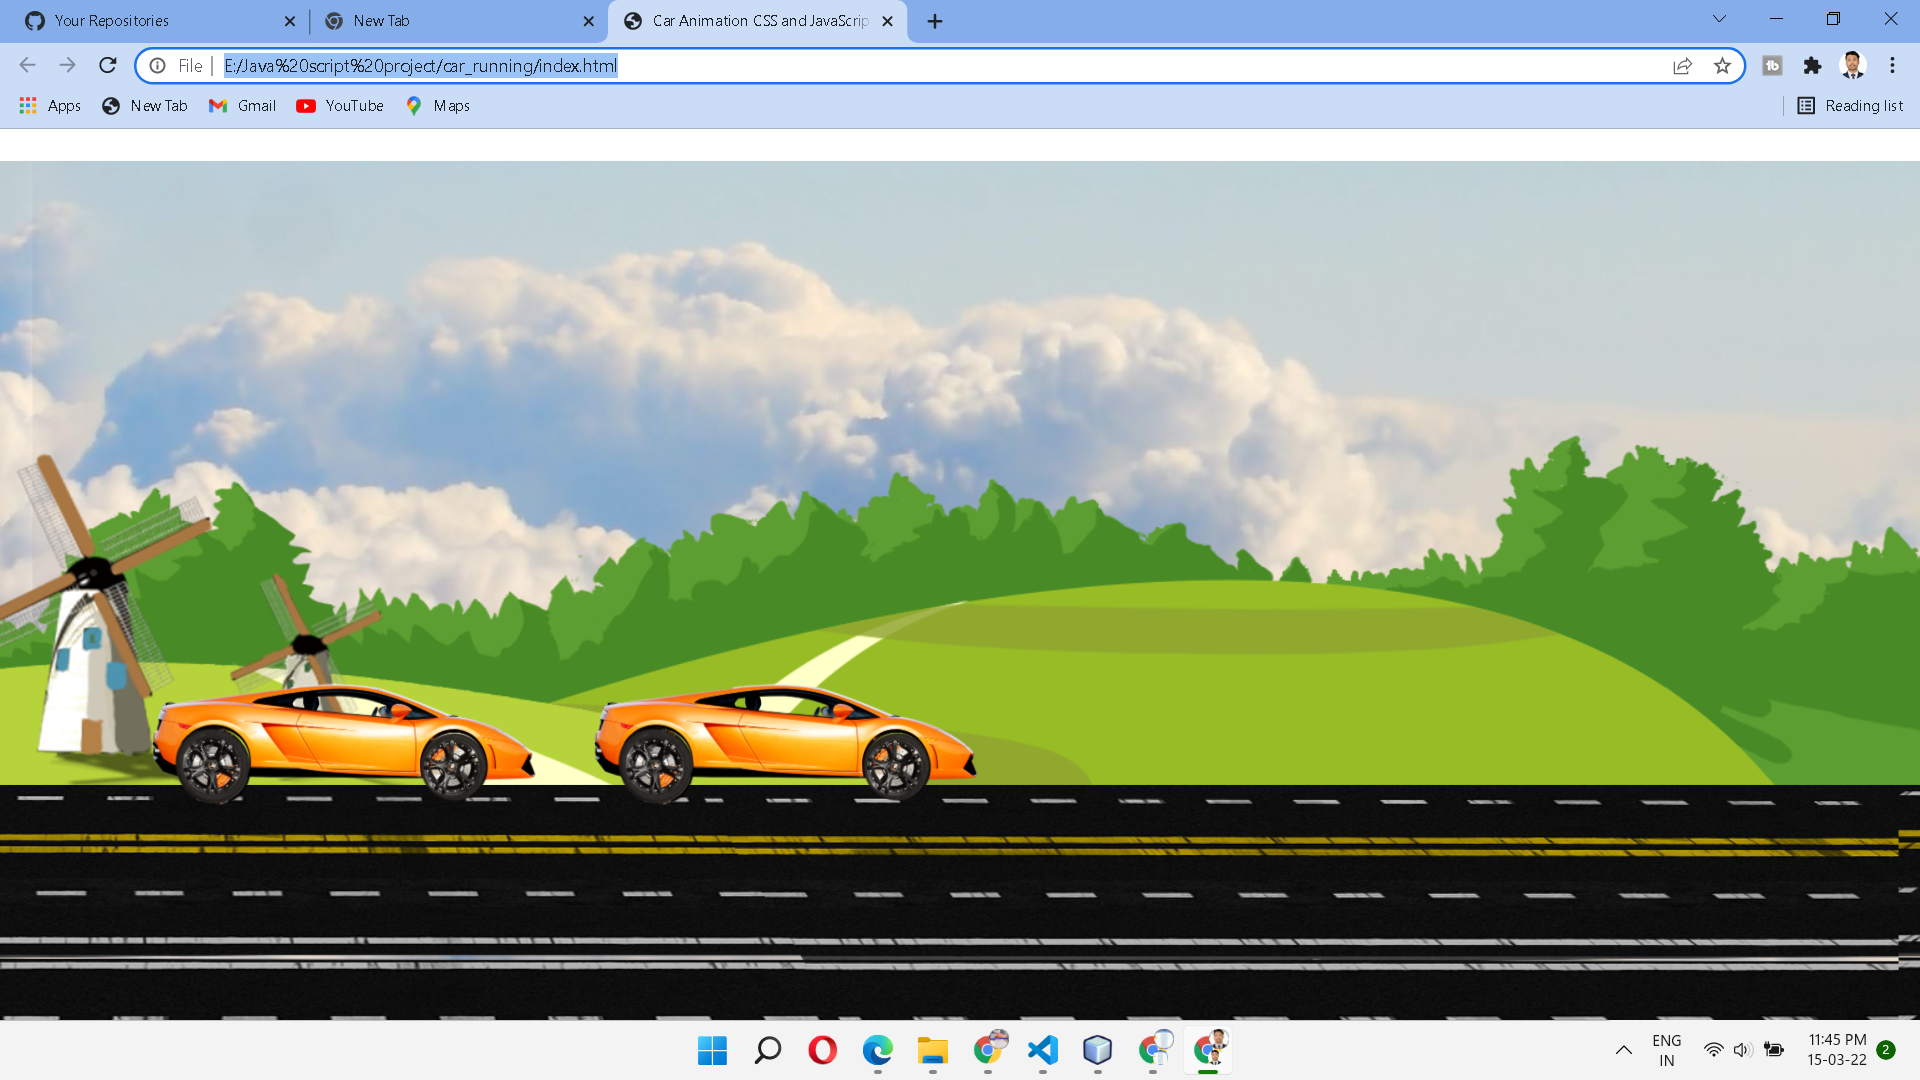 Your Repositories
New Tab
Car Animation CSS and JavaScrip
File
E:/Java%20script%20project/car_running/index.html
Apps
New Tab
Gmail
YouTube
Maps
Reading list
ENG
IN
11:45 PM
15-03-22
2